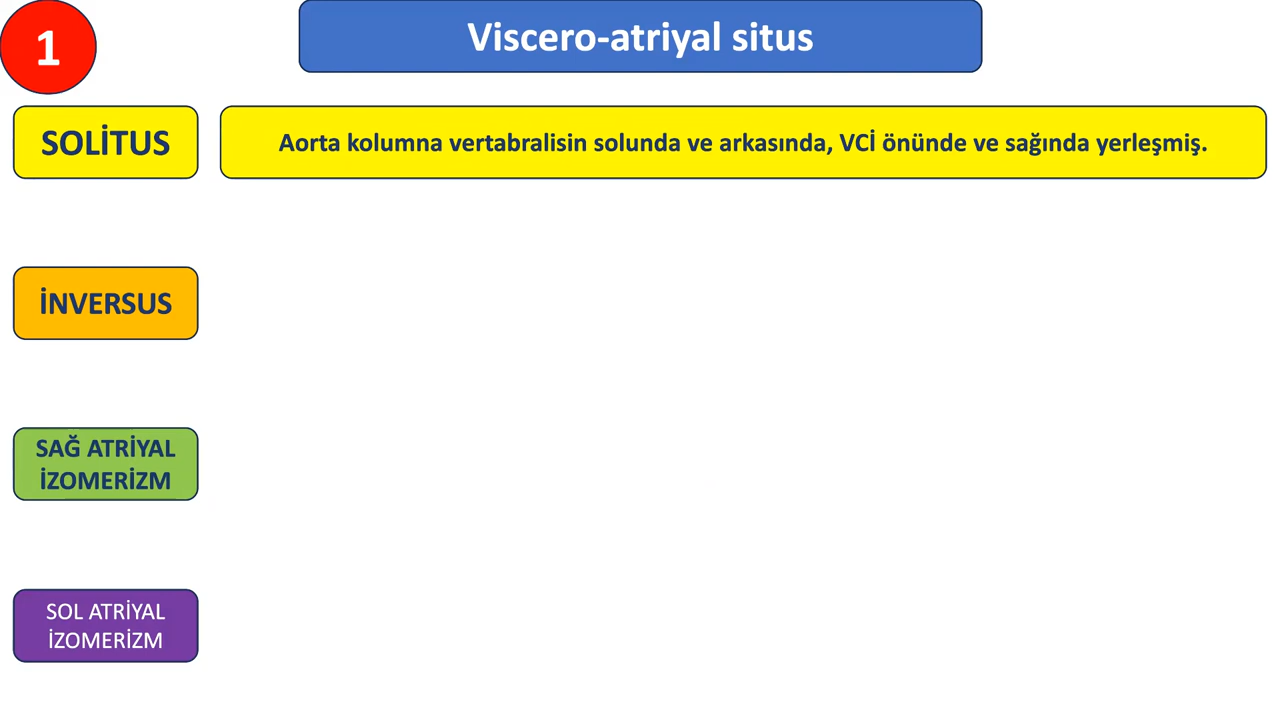 1
Viscero-atriyal situs
SOLİTUS
Aorta kolumna vertabralisin solunda ve arkasında, VCİ önünde ve sağında yerleşmiş.
İNVERSUS
SAĞ ATRİYAL
İZOMERİZM
SOL ATRİYAL
İZOMERİZM